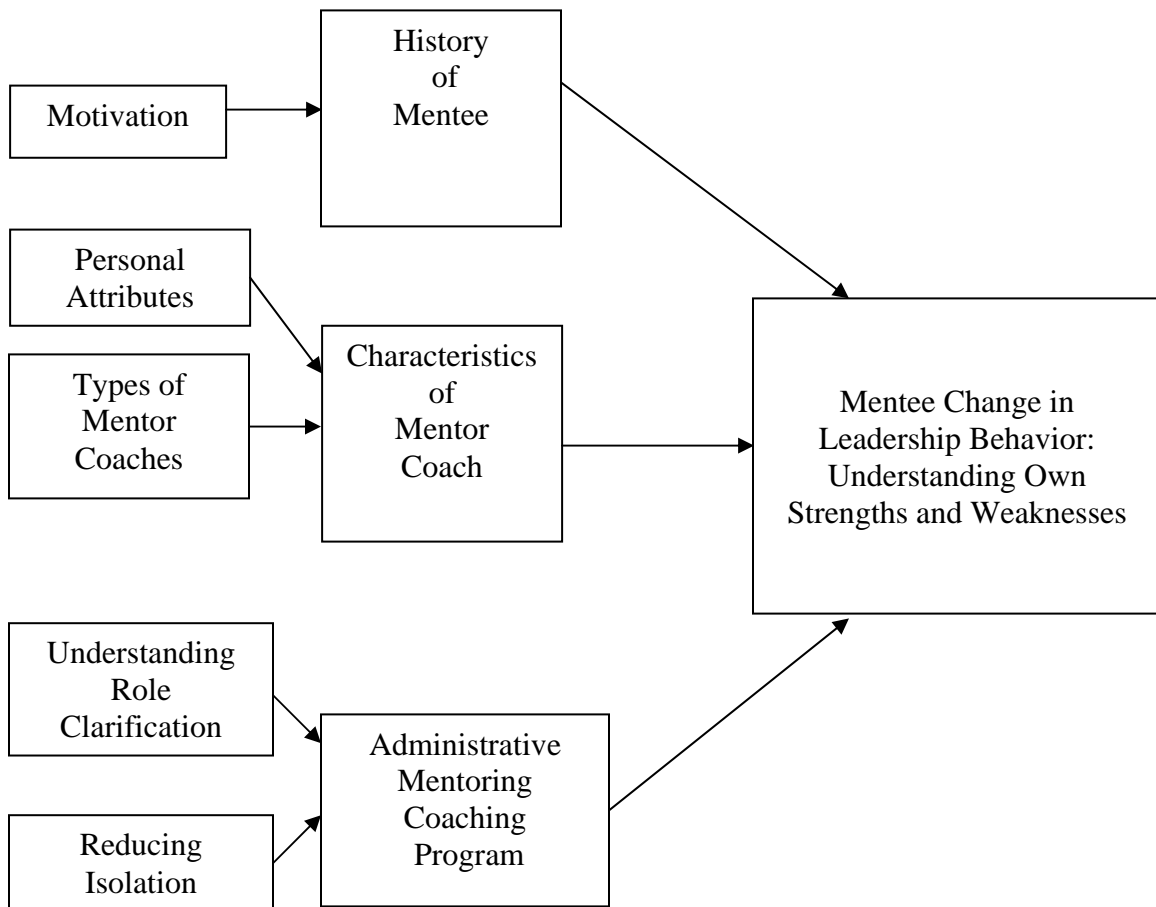 History
of
Mentee
Motivation
Personal
Attributes
Types of
Mentor
Coaches
Characteristics
of
Mentor
Coach
Mentee Change in
Leadership Behavior:
Understanding Own
Strengths and Weaknesses
Understanding
Role
Clarification
Administrative
Mentoring
Coaching
Program
Reducing
Isolation